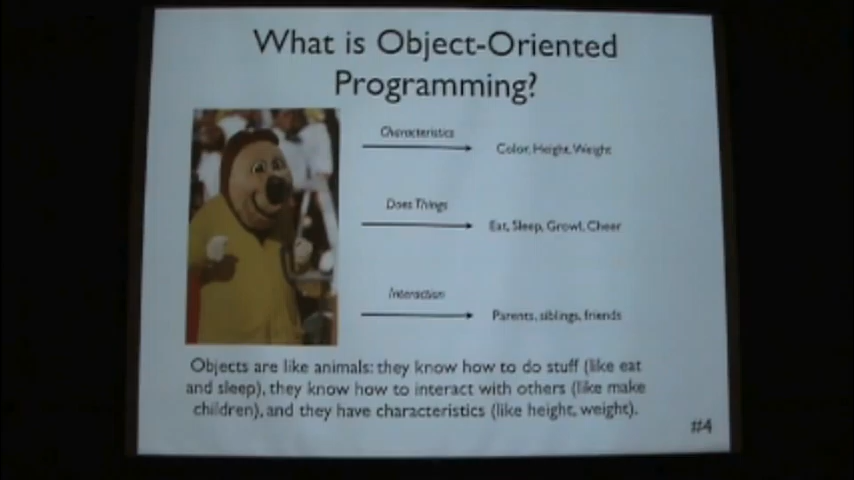 What is Object-Oriented
Programming?
Characteristics
Color, Height, Weight
Does Things
Eat, Sleep, Growl, Cheer
Interaction
Parents, siblings, friends
Objects are like animals: they know how to do stuff (like eat
and sleep), they know how to interact with others (like make
children), and they have characteristics (like height, weight).
#4